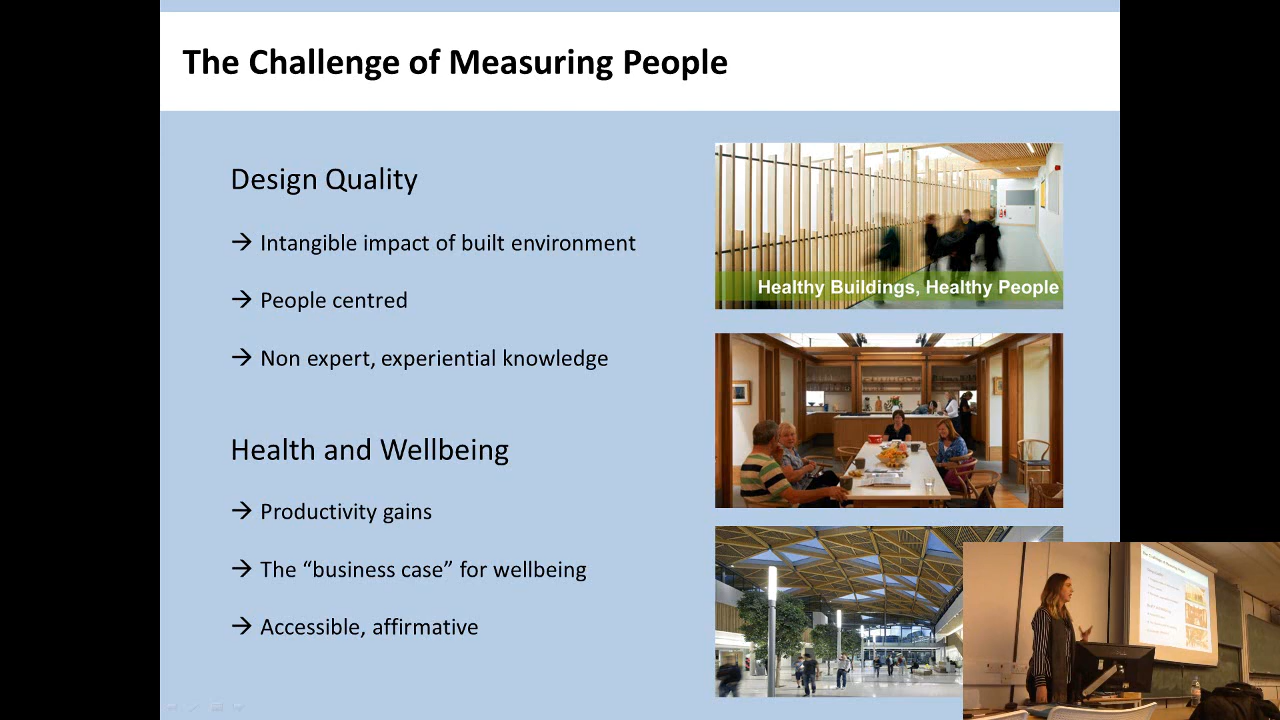 The Challenge of Measuring People
Design Quality
→ Intangible impact of built environment
→ People centred
→ Non expert, experiential knowledge
Health and Wellbeing
→ Productivity gains
→ The “business case” for wellbeing
→ Accessible, affirmative
Healthy Buildings, Healthy People